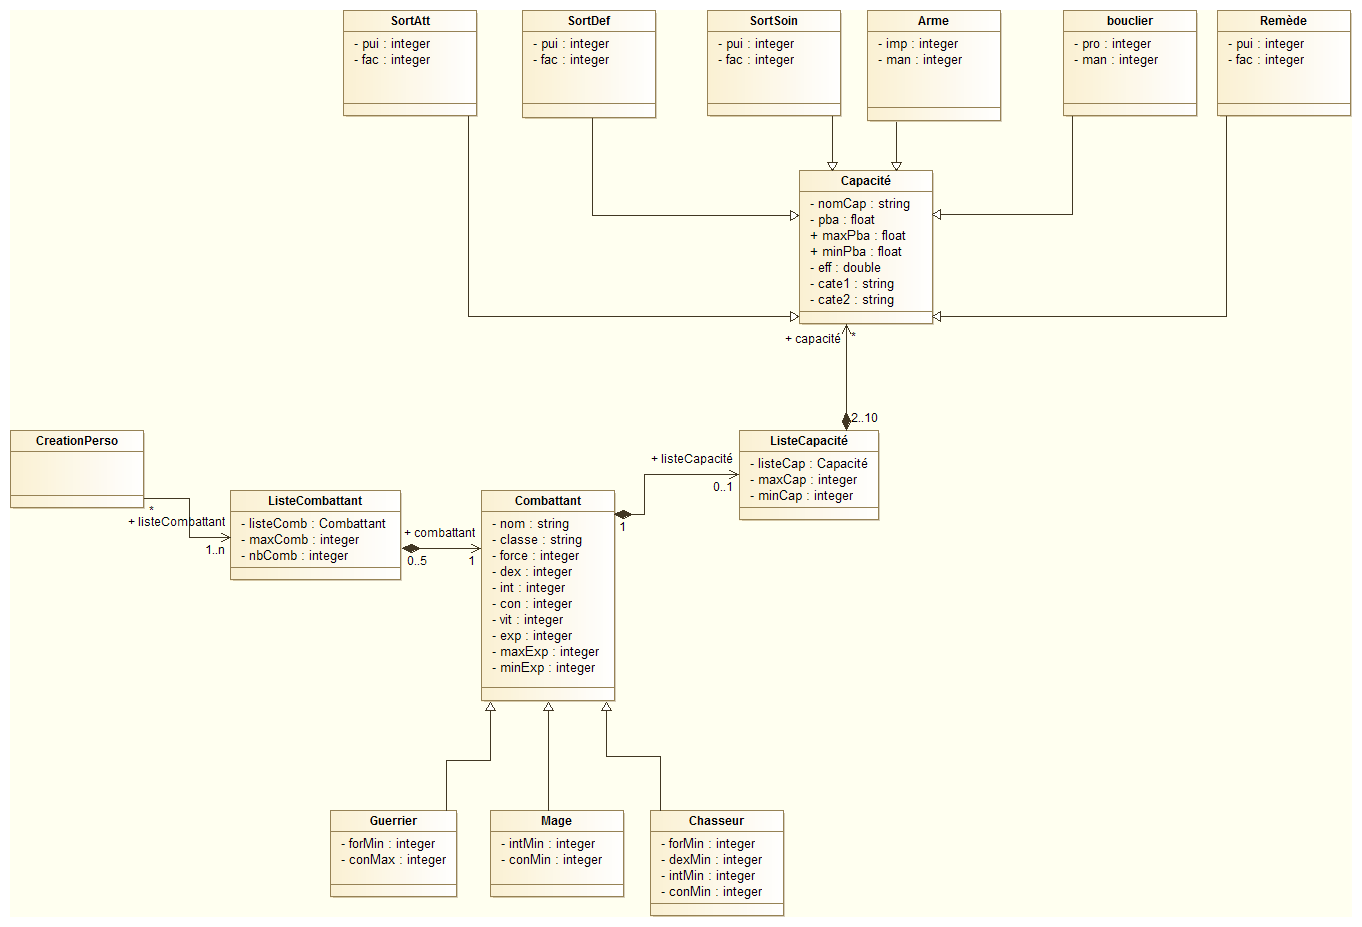 SortAtt
- pui : integer
- fac : integer
SortDef
- pui : integer
- fac : integer
SortSoin
- pui : integer
- fac : integer
Arme
- imp : integer
- man : integer
bouclier
- pro : integer
- man : integer
Remède
- pui : integer
- fac : integer
Capacité
- nomCap : string
- pba : float
+ maxPba : float
+ minPba : float
- eff : double
- cate1 : string
- cate2 : string
+ capacité
*
2..10
ListeCapacité
- listeCap : Capacité
- maxCap : integer
- minCap : integer
+ listeCapacité
0..1
1
CreationPerso
*
+ listeCombattant
1..n
ListeCombattant
- listeComb : Combattant
- maxComb : integer
- nbComb : integer
+ combattant
0..5
1
Combattant
- nom : string
- classe : string
- force : integer
- dex : integer
- int : integer
- con : integer
- vit : integer
- exp : integer
- maxExp : integer
- minExp : integer
Guerrier
- forMin : integer
- conMax : integer
Mage
- intMin : integer
- conMin : integer
Chasseur
- forMin : integer
- dexMin : integer
- intMin : integer
- conMin : integer